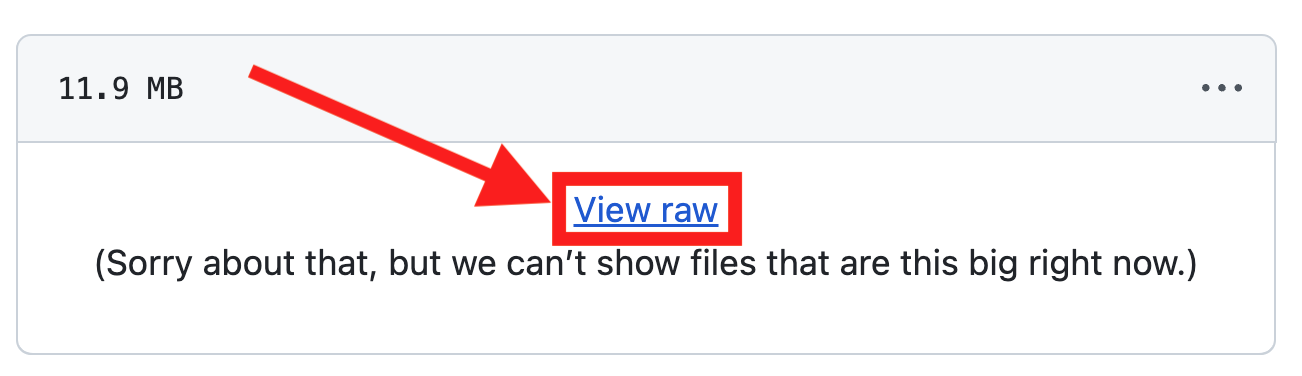 11.9 MB
View raw
(Sorry about that, but we can’t show files that are this big right now.)